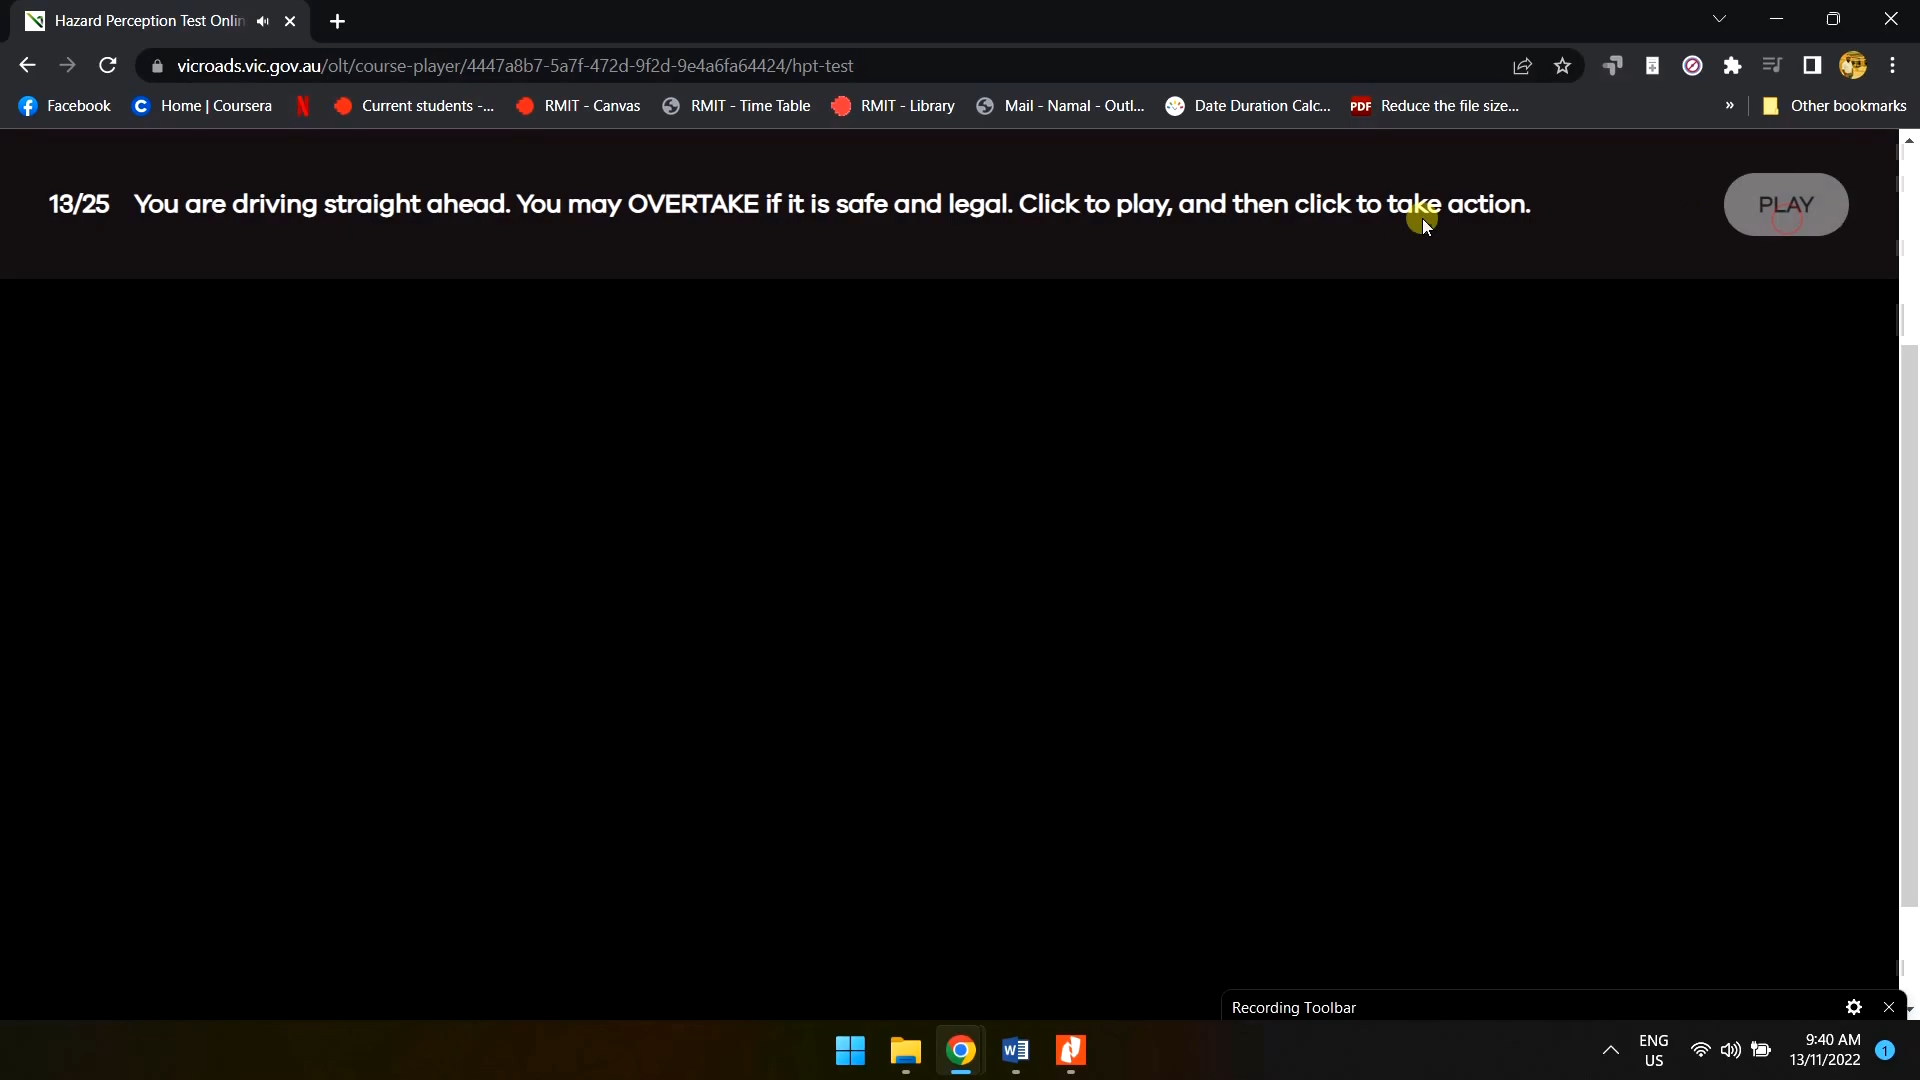 Hazard Perception Test Onlin
vicroads.vic.gov.au/olt/course-player/4447a8b7-5a7f-472d-9f2d-9e4a6fa64424/hpt-test
Facebook Home | Coursera Current students -... RMIT - Canvas RMIT - Time Table RMIT - Library Mail - Namal - Outl... Date Duration Calc... PDF Reduce the file size... » Other bookmarks
13/25 You are driving straight ahead. You may OVERTAKE if it is safe and legal. Click to play, and then click to take action. PLAY
Recording Toolbar
ENG 9:40 AM
US 13/11/2022 1